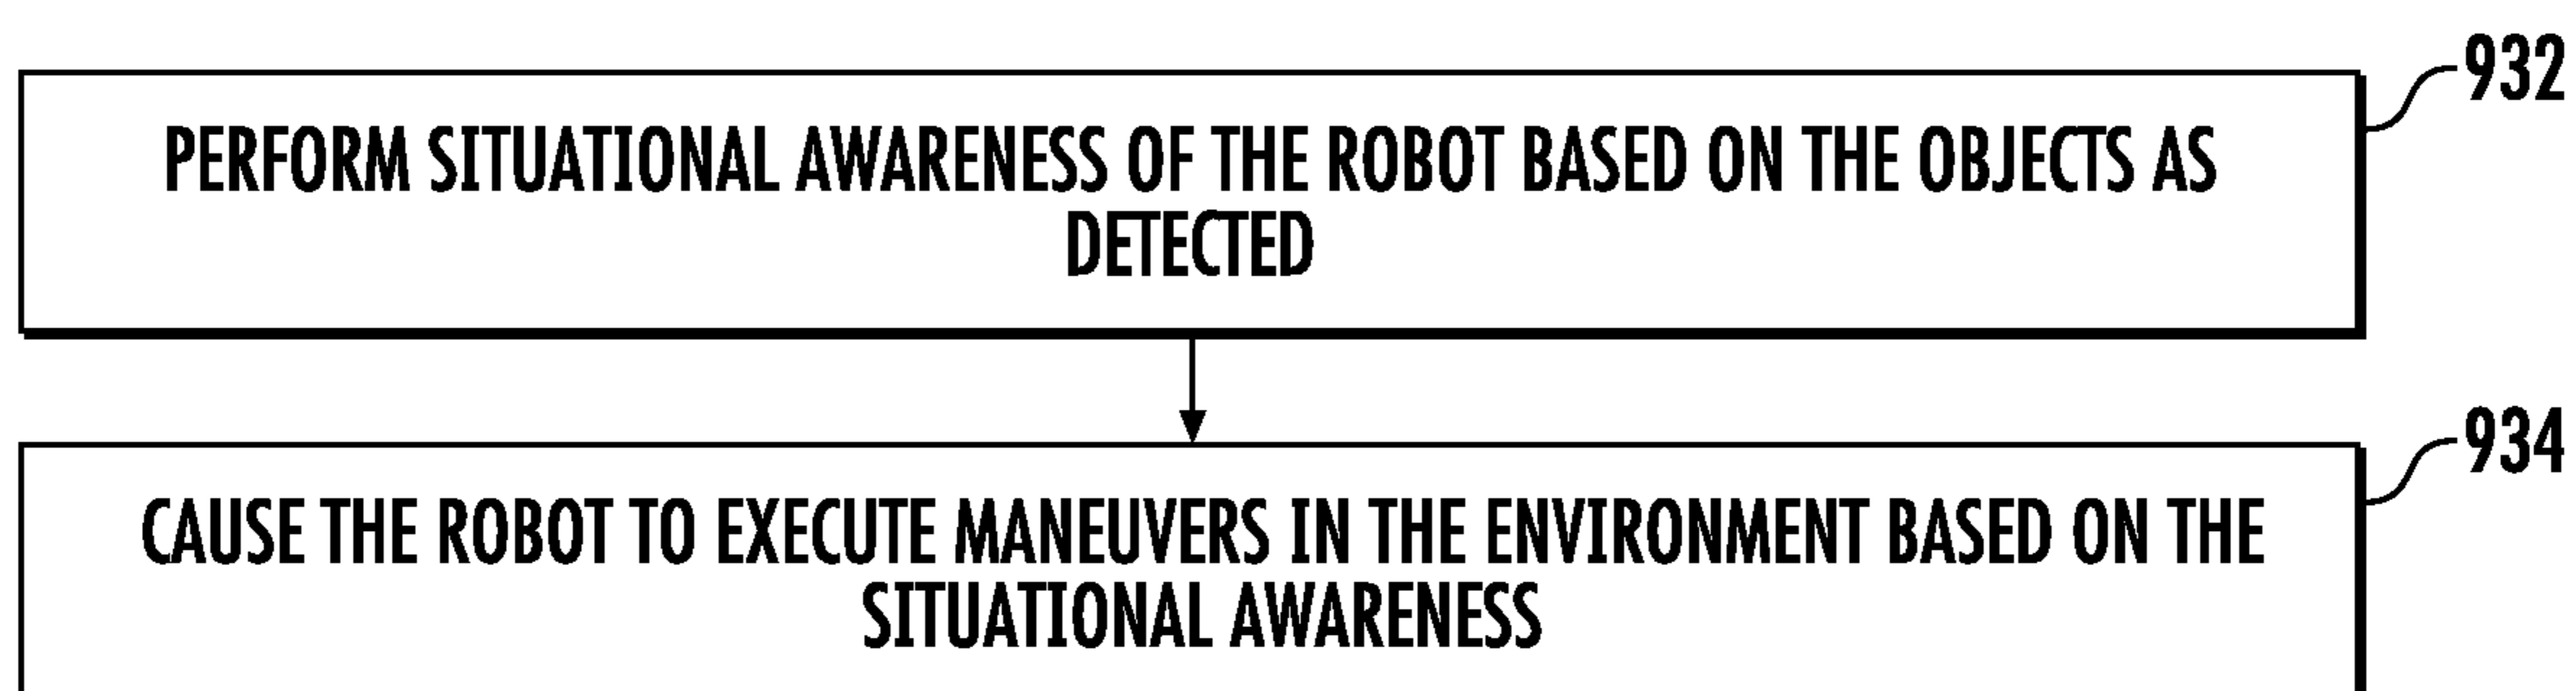 932
PERFORM SITUATIONAL AWARENESS OF THE ROBOT BASED ON THE OBJECTS AS
DETECTED
934
CAUSE THE ROBOT TO EXECUTE MANEUVERS IN THE ENVIRONMENT BASED ON THE
SITUATIONAL AWARENESS